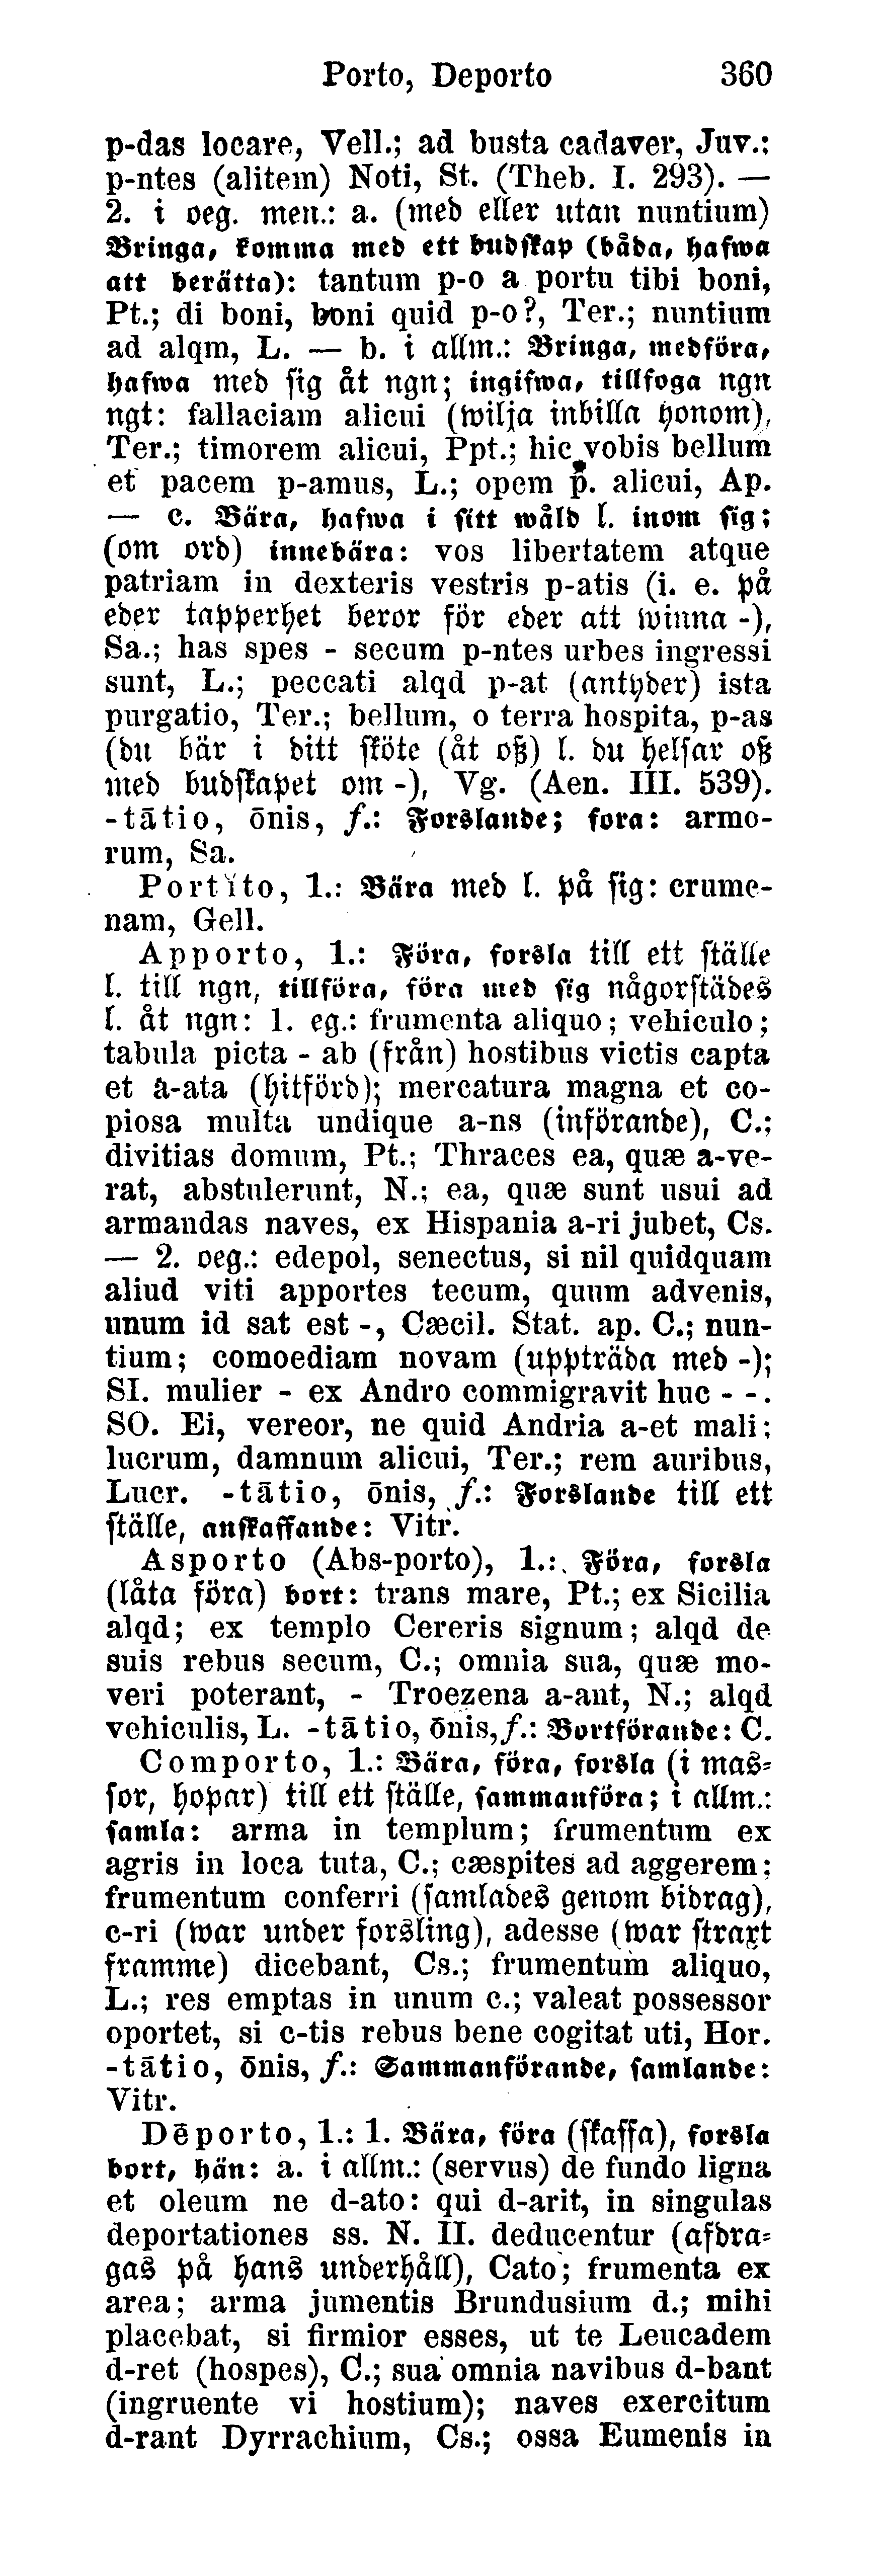 Porto, Deporto 360
p-das locare, Vell.; ad busta cadaver, Juv.;
p-ntes (alitem) Noti, St. (Theb. I. 293). —
2. i oeg. men.: a. (med eller utan nuntium)
Bringa, komma med ett budskap (båda, hafwa
att berätta): tantum p-o a portu tibi boni,
Pt.; di boni, boni quid p-o?, Ter.; nuntium
ad alqm, L. — b. i allm.: Bringa, medföra,
hafwa med sig åt ngn; ingifwa, tillfoga ngn
ngt: fallaciam alicui (wilja inbilla honom),
Ter.; timorem alicui, Ppt.; hic vobis bellum
et pacem p-amus, L.; opem p. alicui, Ap.
— c. Bära, hafwa i sitt wåld l. inom sig;
(om ord) innebära: vos libertatem atque
patriam in dexteris vestris p-atis (i. e. på
eder tapperhet beror för eder att winna -),
Sa.; has spes - secum p-ntes urbes ingressi
sunt, L.; peccati alqd p-at (antyder) ista
purgatio, Ter.; bellum, o terra hospita, p-as
(du bär i ditt sköte (åt oß) l. du helsar oß
med budskapet om -), Vg. (Aen. III. 539).
-tātio, ōnis, f.: Forslande; fora: armo-
rum, Sa.
Portĭto, 1.: Bära med l. på sig: crume-
nam, Gell.
Apporto, 1.: Föra, forsla till ett ställe
l. till ngn, tillföra, föra med sig någorstädes
l. åt ngn: 1. eg.: frumenta aliquo; vehiculo;
tabula picta - ab (från) hostibus victis capta
et a-ata (hitförd); mercatura magna et co-
piosa multa undique a-ns (införande), C.;
divitias domum, Pt.; Thraces ea, quæ a-ve-
rat, abstulerunt, N.; ea, quæ sunt usui ad
armandas naves, ex Hispania a-ri jubet, Cs.
— 2. oeg.: edepol, senectus, si nil quidquam
aliud viti apportes tecum, quum advenis,
unum id sat est -, Cæcil. Stat. ap. C.; nun-
tium; comoediam novam (uppträda med -);
SI. mulier - ex Andro commigravit huc - -.
SO. Ei, vereor, ne quid Andria a-et mali;
lucrum, damnum alicui, Ter.; rem auribus,
Lucr. -tātio, ōnis, f.: Forslande till ett
ställe, anskaffande: Vitr.
Asporto (Abs-porto), 1.: Föra, forsla
(låta föra) bort: trans mare, Pt.; ex Sicilia
alqd; ex templo Cereris signum; alqd de
suis rebus secum, C.; omnia sua, quæ mo-
veri poterant, - Troezena a-ant, N.; alqd
vehiculis, L. -tātio, ōnis, f.: Bortförande: C.
Comporto, 1.: Bära, föra, forsla (i mas-
sor, hopar) till ett ställe, sammanföra; i allm.:
samla: arma in templum; frumentum ex
agris in loca tuta, C.; cæspites ad aggerem;
frumentum conferri (samlades genom bidrag),
c-ri (war under forsling), adesse (war straxt
framme) dicebant, Cs.; frumentum aliquo,
L.; res emptas in unum c.; valeat possessor
oportet, si c-tis rebus bene cogitat uti, Hor.
-tātio, ōnis, f.: Sammanförande, samlande:
Vitr.
Dēporto, 1.: 1. Bära, föra (skaffa), forsla
bort, hän: a. i allm.: (servus) de fundo ligna
et oleum ne d-ato: qui d-arit, in singulas
deportationes ss. N. II. deducentur (afdra-
gas på hans underhåll), Cato; frumenta ex
area; arma jumentis Brundusium d.; mihi
placebat, si firmior esses, ut te Leucadem
d-ret (hospes), C.; sua omnia navibus d-bant
(ingruente vi hostium); naves exercitum
d-rant Dyrrachium, Cs.; ossa Eumenis in